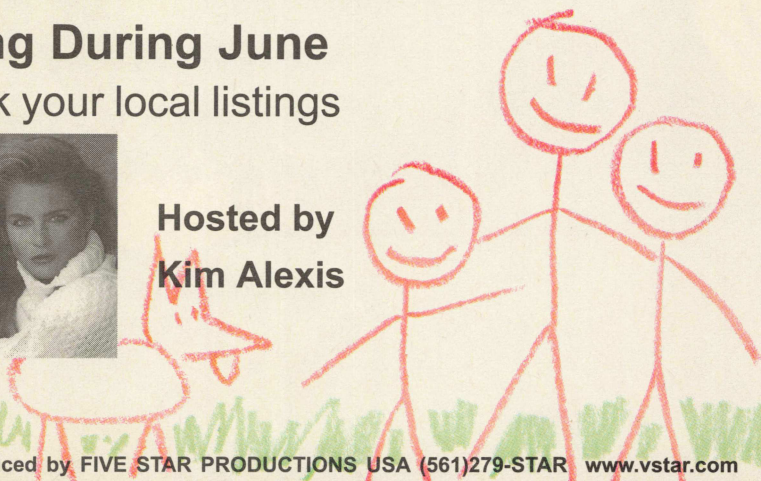 ng During June
k your local listings
Hosted by
Kim Alexis
ced by FIVE STAR PRODUCTIONS USA (561)279-STAR www.vstar.com